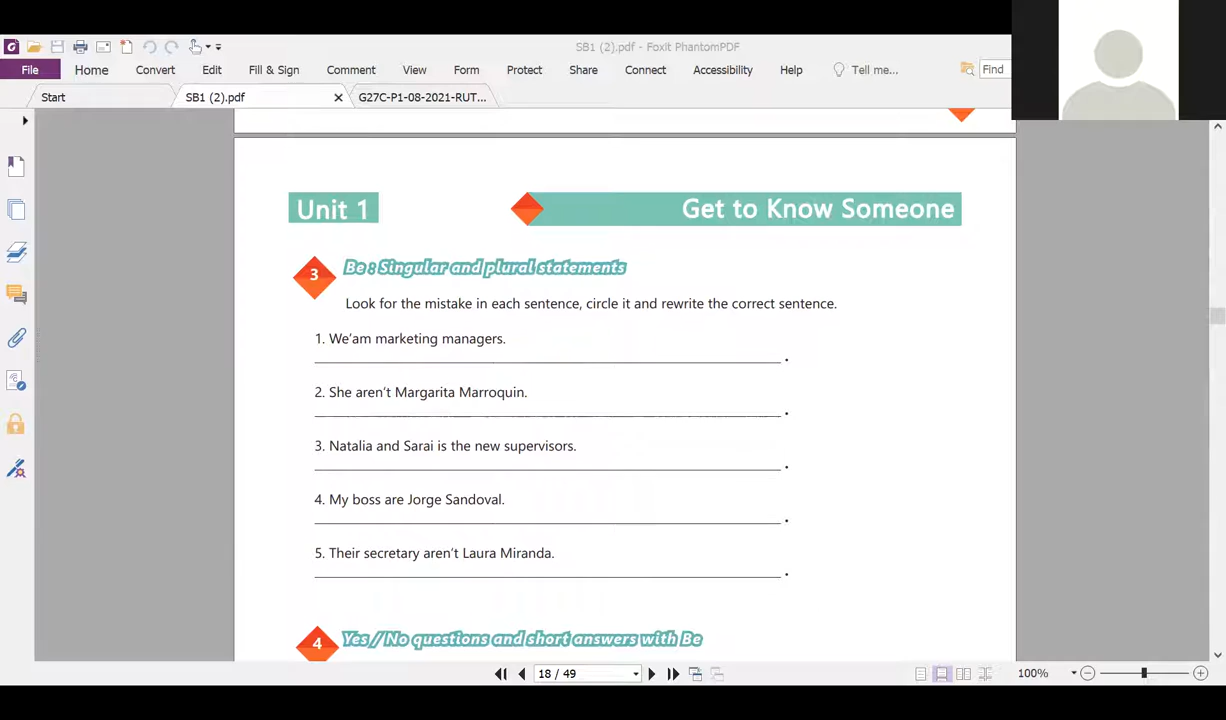 SB1 (2).pdf - Foxit PhantomPDF
File Home Convert Edit Fill & Sign Comment View Form Protect Share Connect Accessibility Help Tell me... Find
Start SB1 (2).pdf G27C-P1-08-2021-RUT...
Unit 1 Get to Know Someone
3 Be : Singular and plural statements
Look for the mistake in each sentence, circle it and rewrite the correct sentence.
1. We'am marketing managers.
.
2. She aren't Margarita Marroquin.
.
3. Natalia and Sarai is the new supervisors.
.
4. My boss are Jorge Sandoval.
.
5. Their secretary aren't Laura Miranda.
.
4 Yes / No questions and short answers with Be
18 / 49 100%